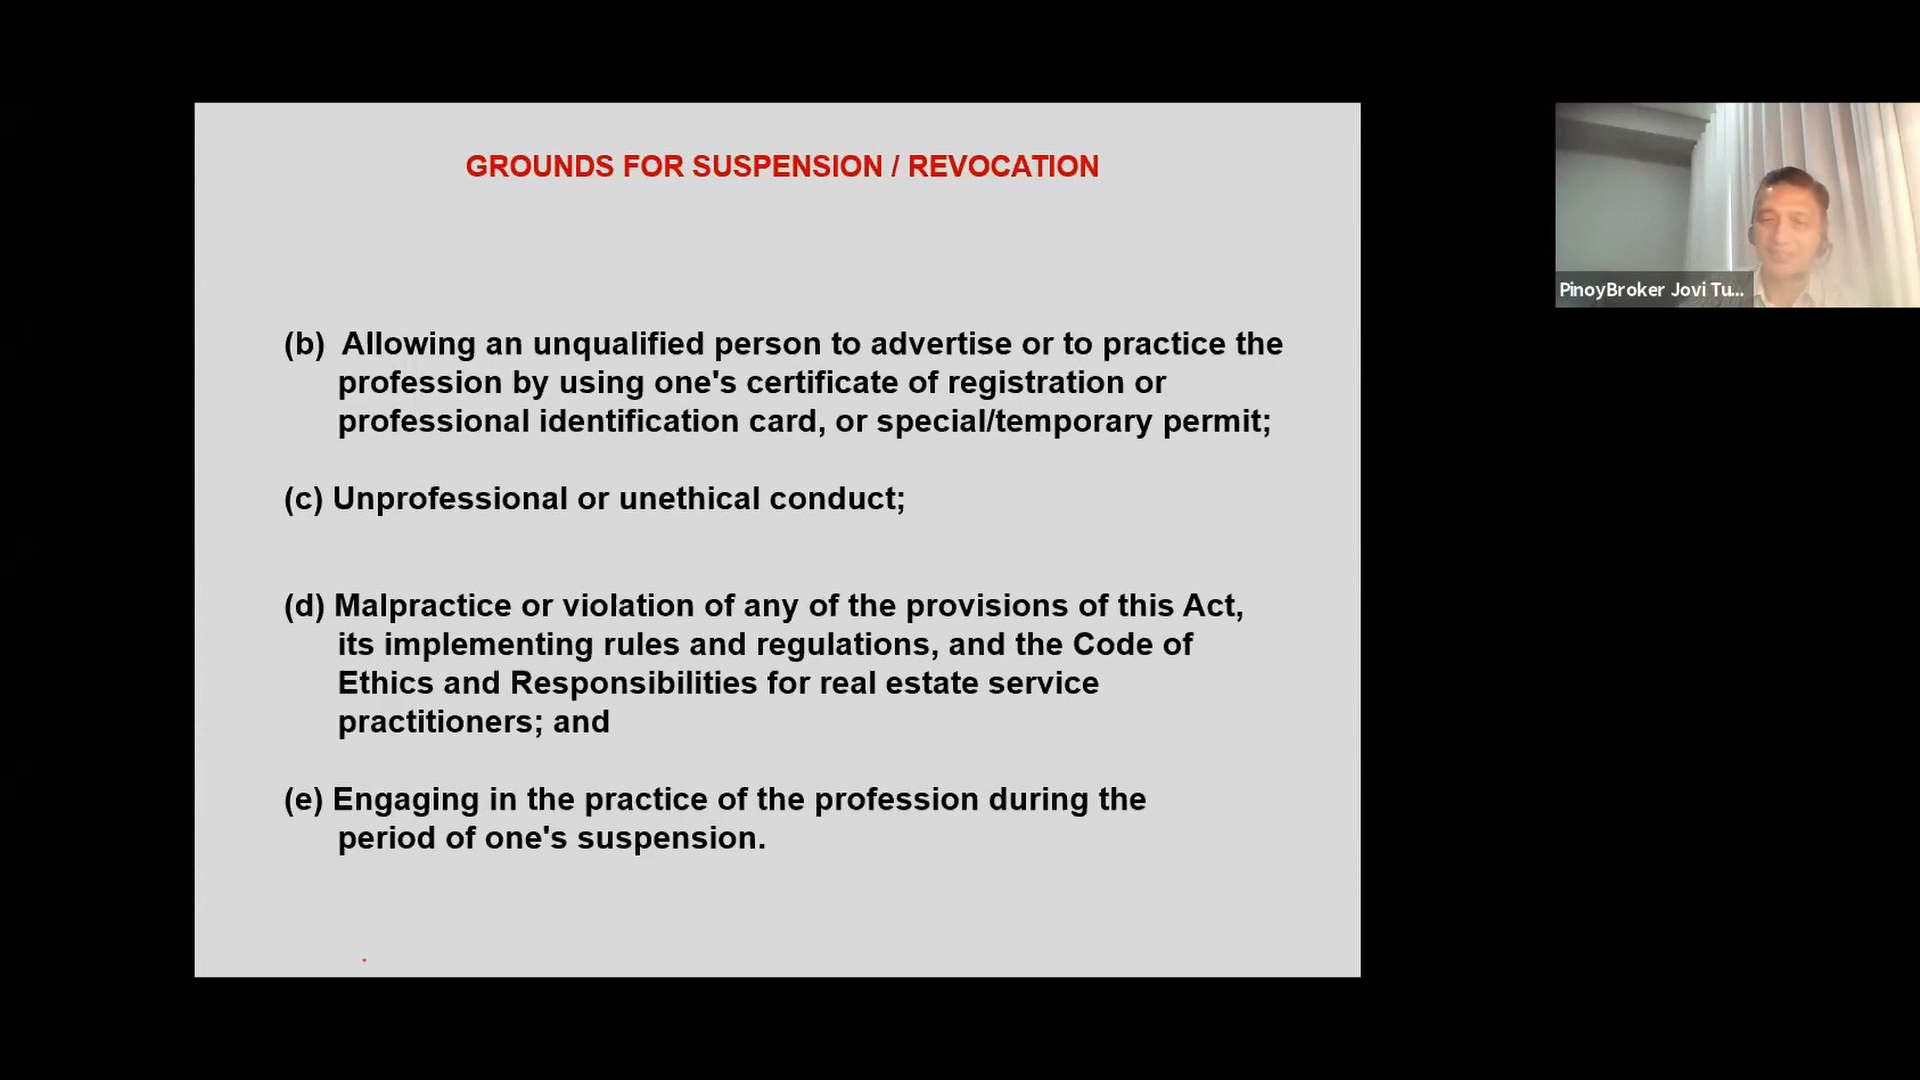 GROUNDS FOR SUSPENSION / REVOCATION
(b) Allowing an unqualified person to advertise or to practice the
profession by using one's certificate of registration or
professional identification card, or special/temporary permit;
(c) Unprofessional or unethical conduct;
(d) Malpractice or violation of any of the provisions of this Act,
its implementing rules and regulations, and the Code of
Ethics and Responsibilities for real estate service
practitioners; and
(e) Engaging in the practice of the profession during the
period of one's suspension.
PinoyBroker Jovi Tu...